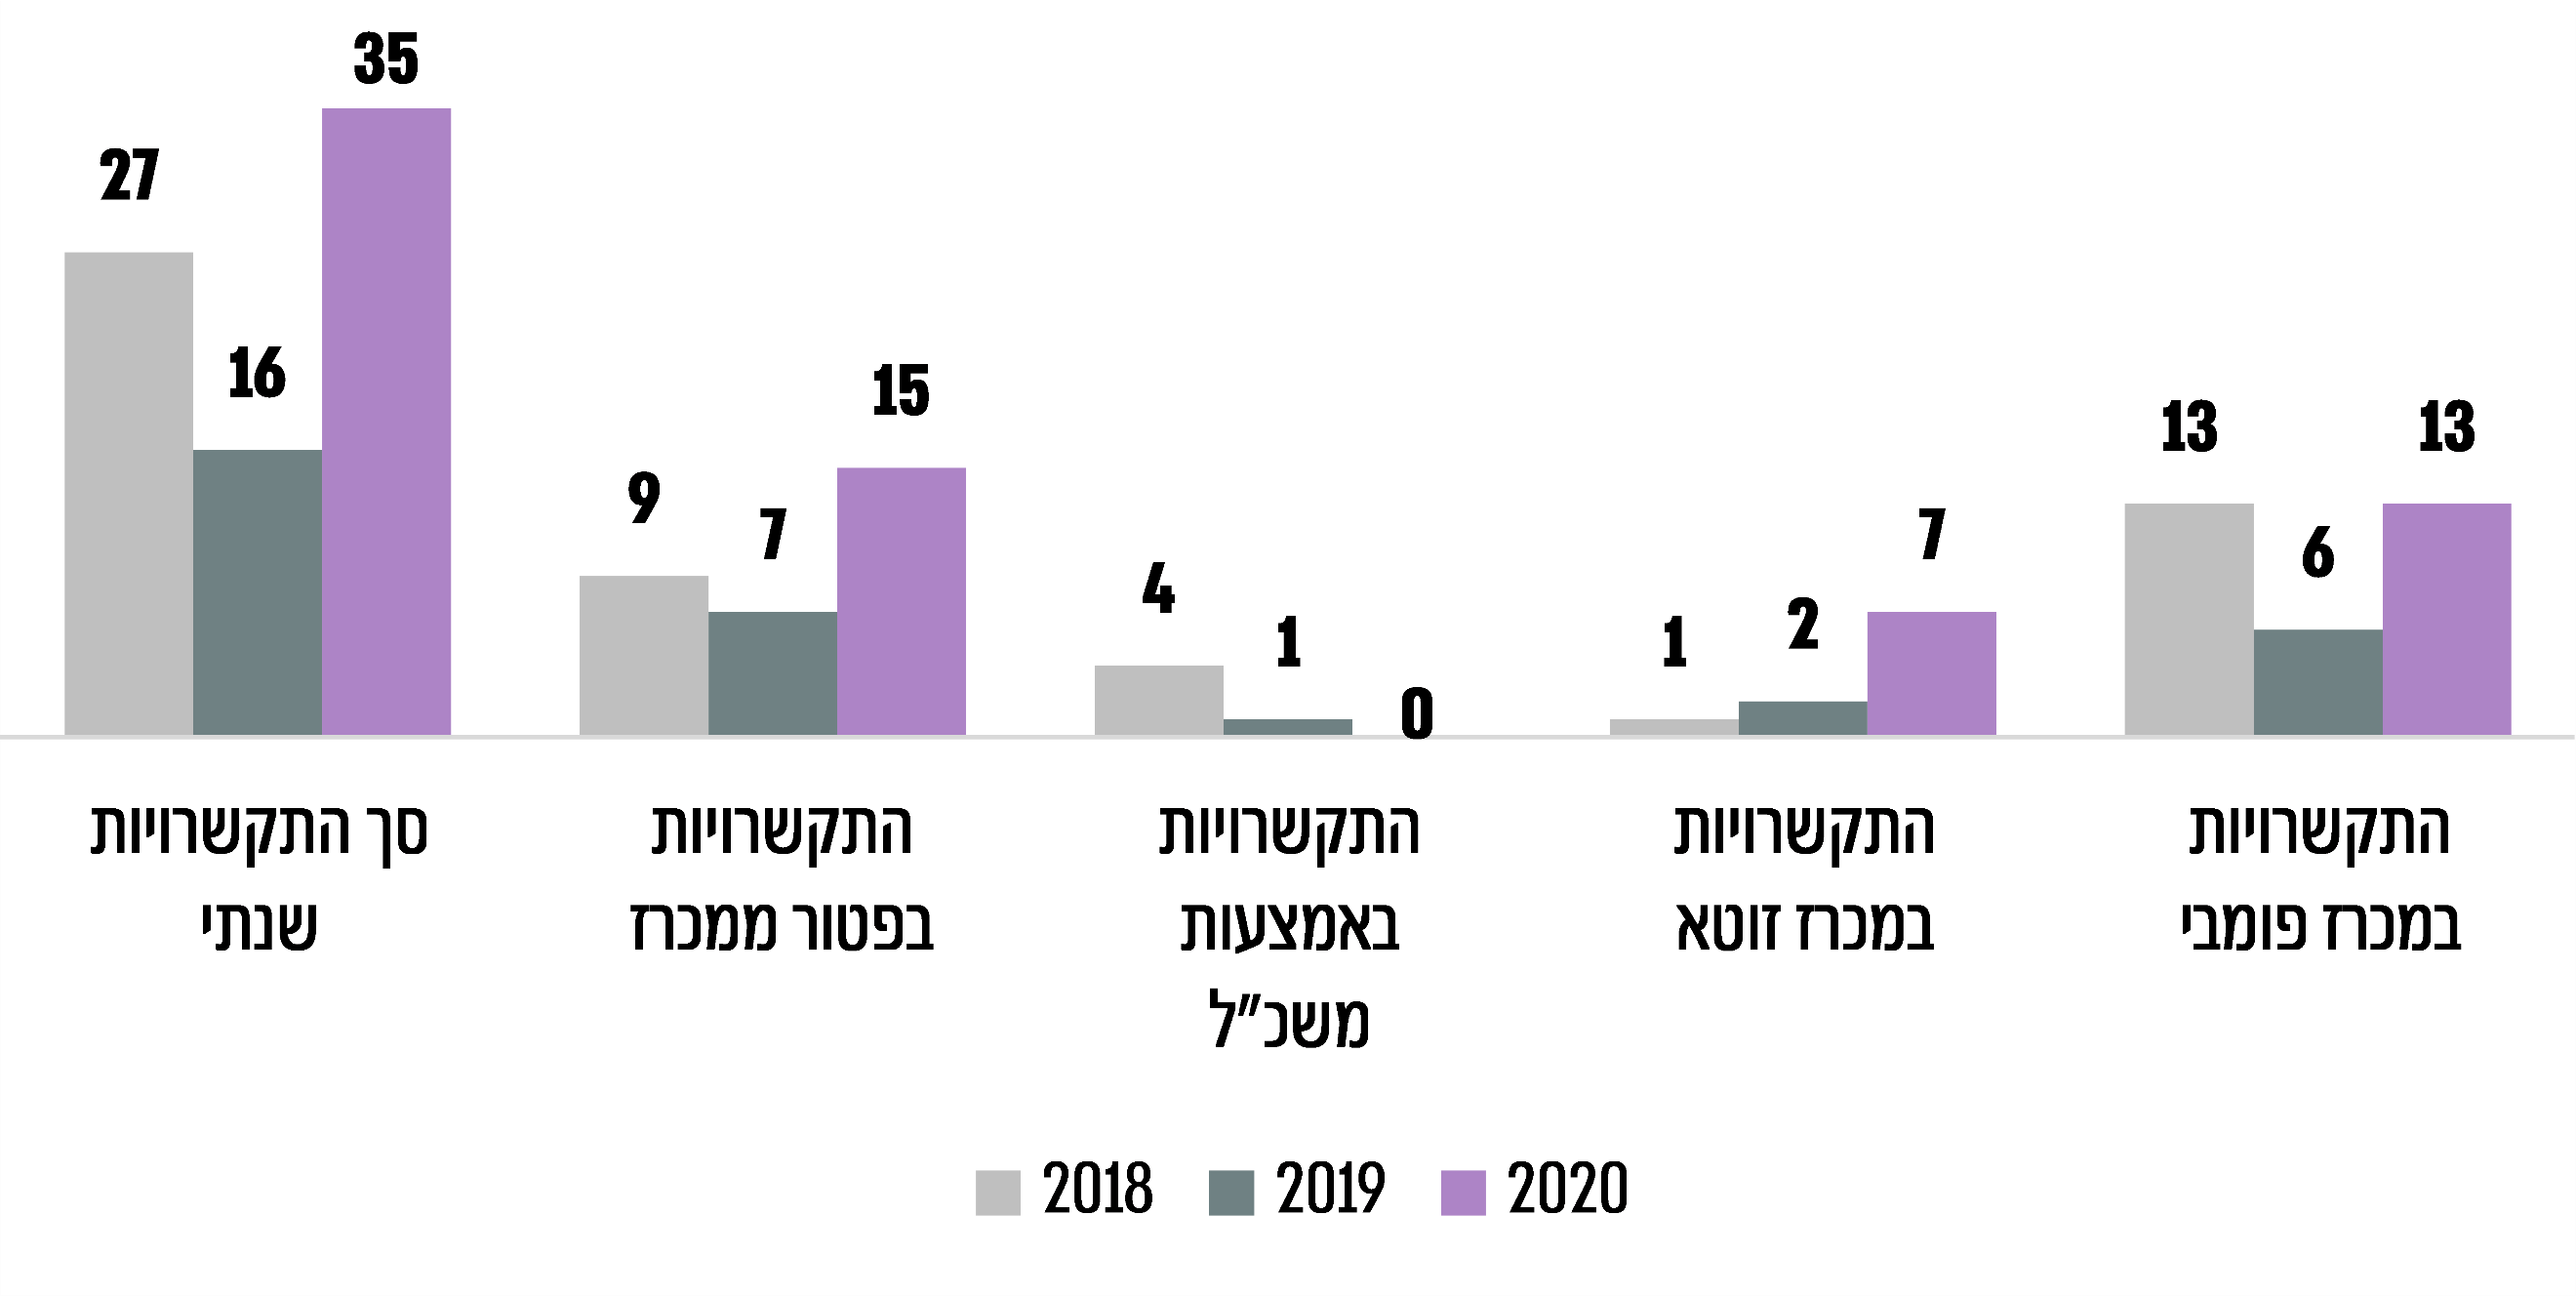 35
27
16
15
9
7
4
1
0
1
2
7
13
6
13
סך התקשרויות
שנתי
התקשרויות
בפטור ממכרז
התקשרויות
באמצעות
משכ"ל
התקשרויות
במכרז זוטא
התקשרויות
במכרז פומבי
2018 2019 2020